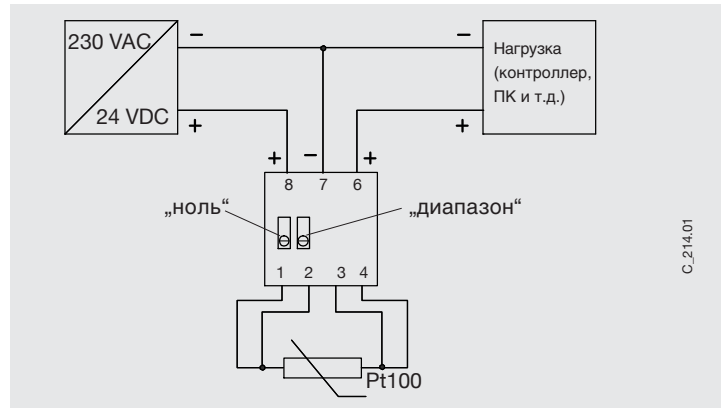 230 VAC
24 VDC
−
+
−
+
Нагрузка
(контроллер,
ПК и т.д.)
+
−
+
8 7 6
„ноль“
„диапазон“
1 2 3 4
Pt100
C_214.01